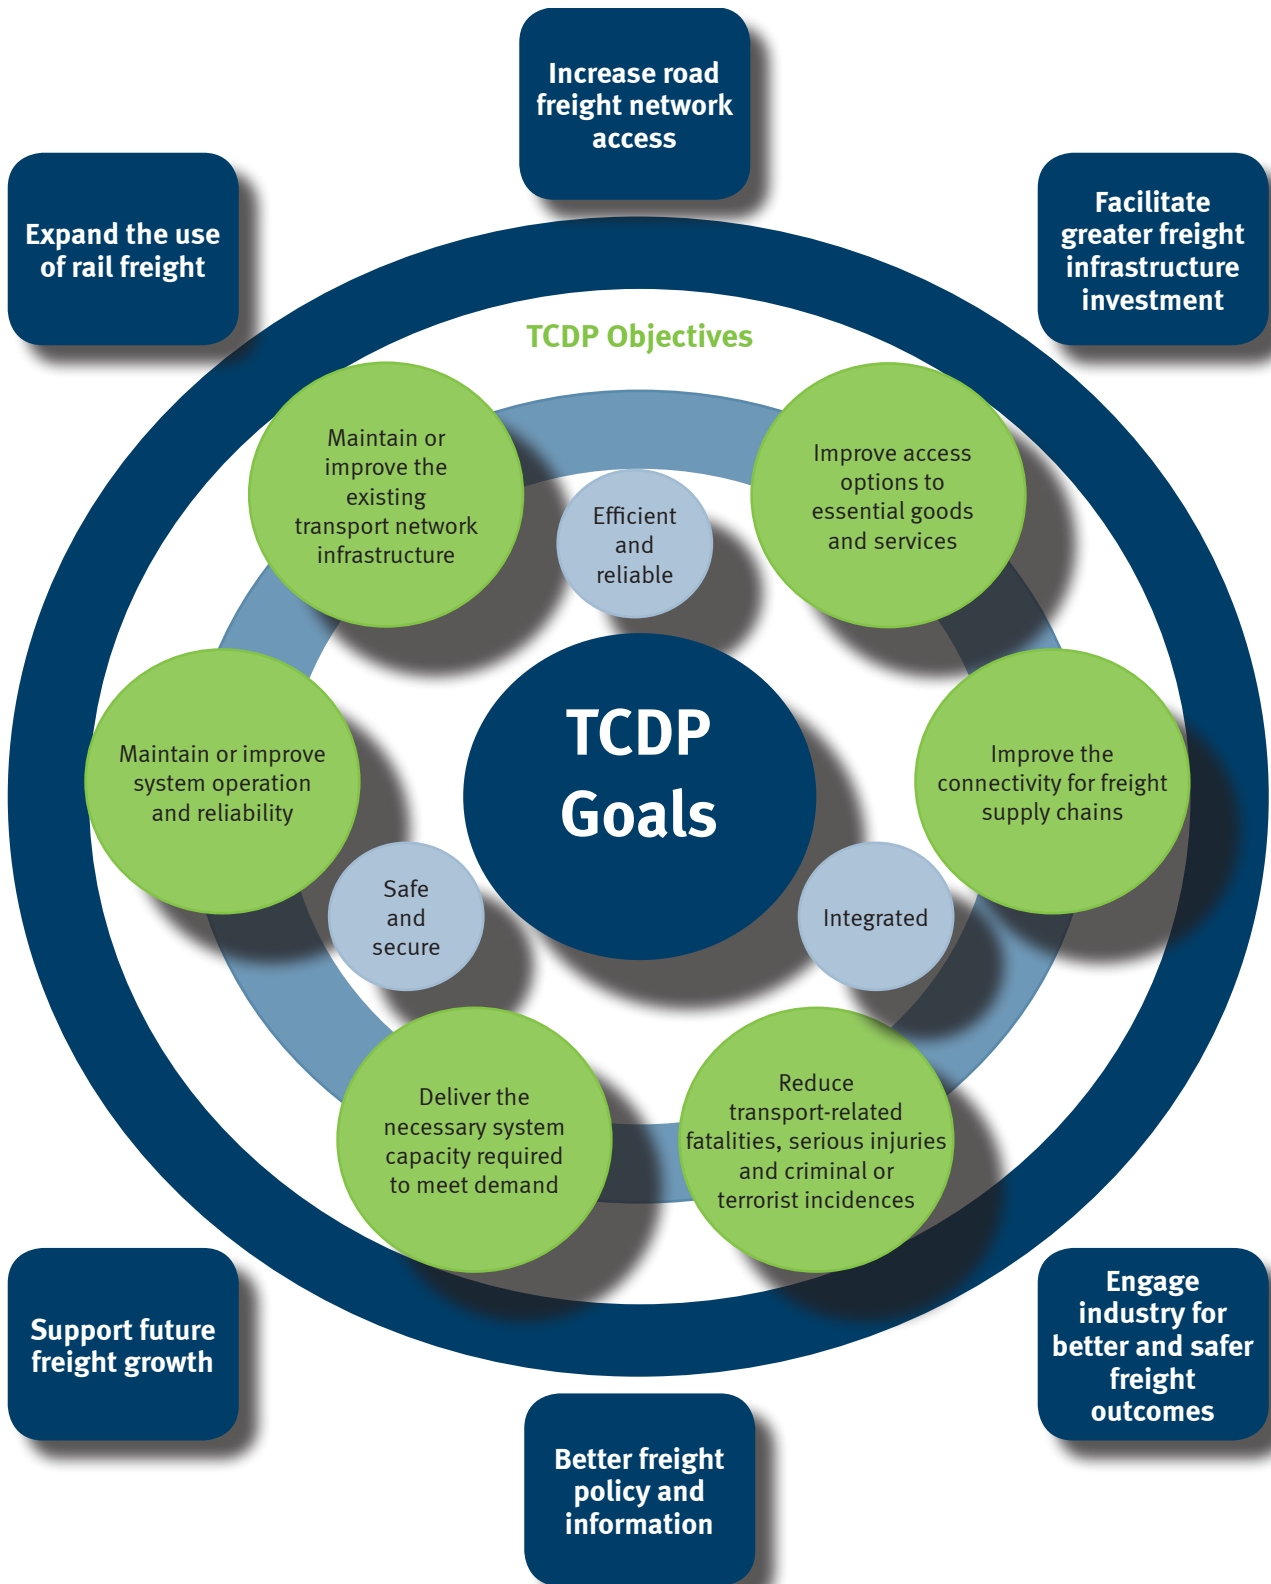 Increase road
freight network
access
Expand the use
of rail freight
Facilitate
greater freight
infrastructure
investment
TCDP Objectives
Maintain or
improve the
existing
transport network
infrastructure
Improve access
options to
essential goods
and services
Efficient
and
reliable
TCDP
Goals
Maintain or improve
system operation
and reliability
Improve the
connectivity for freight
supply chains
Safe
and
secure
Integrated
Deliver the
necessary system
capacity required
to meet demand
Reduce
transport-related
fatalities, serious injuries
and criminal or
terrorist incidences
Support future
freight growth
Engage
industry for
better and safer
freight
outcomes
Better freight
policy and
information